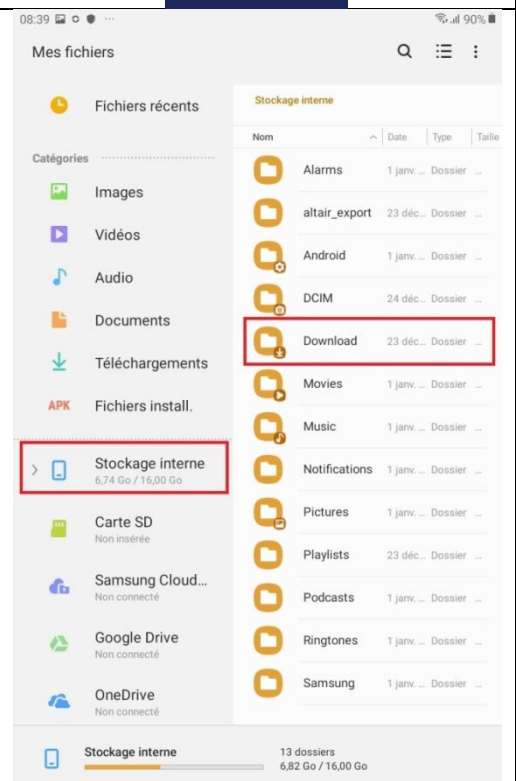 08:39
90%
Mes fichiers
Fichiers récents
Catégories
Images
Vidéos
Audio
Documents
Téléchargements
APK Fichiers install.
Stockage interne
6,74 Go / 16,00 Go
Carte SD
Non insérée
Samsung Cloud...
Non connecté
Google Drive
Non connecté
OneDrive
Non connecté
Stockage interne
Nom Date Type Taille
Alarms 1 janv. ... Dossier ...
altair_export 23 déc... Dossier ...
Android 1 janv. ... Dossier ...
DCIM 24 déc... Dossier ...
Download 23 déc... Dossier ...
Movies 1 janv. ... Dossier ...
Music 1 janv. ... Dossier ...
Notifications 1 janv. ... Dossier ...
Pictures 1 janv. ... Dossier ...
Playlists 23 déc... Dossier ...
Podcasts 1 janv. ... Dossier ...
Ringtones 1 janv. ... Dossier ...
Samsung 1 janv. ... Dossier ...
Stockage interne
13 dossiers
6,82 Go / 16,00 Go